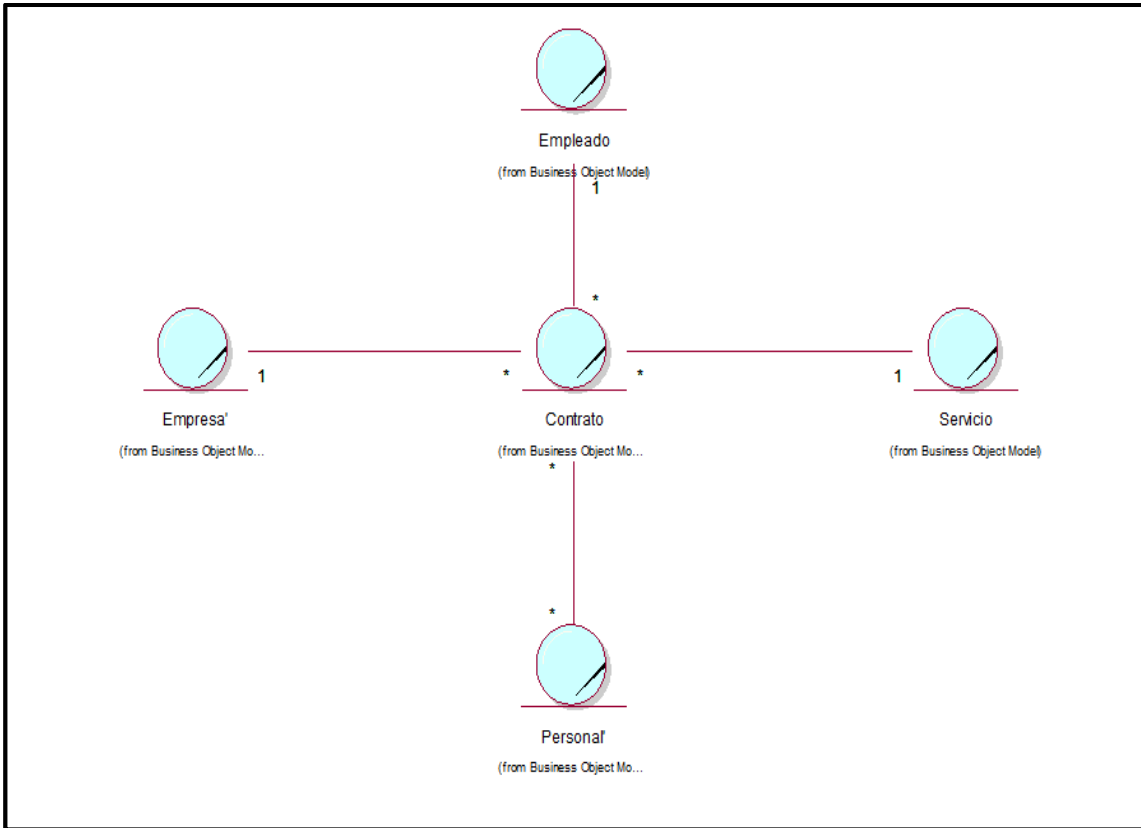 Empleado
(from Business Object Model)
1
*
1
*
*
1
Empresa'
Contrato
Servicio
(from Business Object Mo...
(from Business Object Mo...
(from Business Object Model)
*
*
Personal'
(from Business Object Mo...